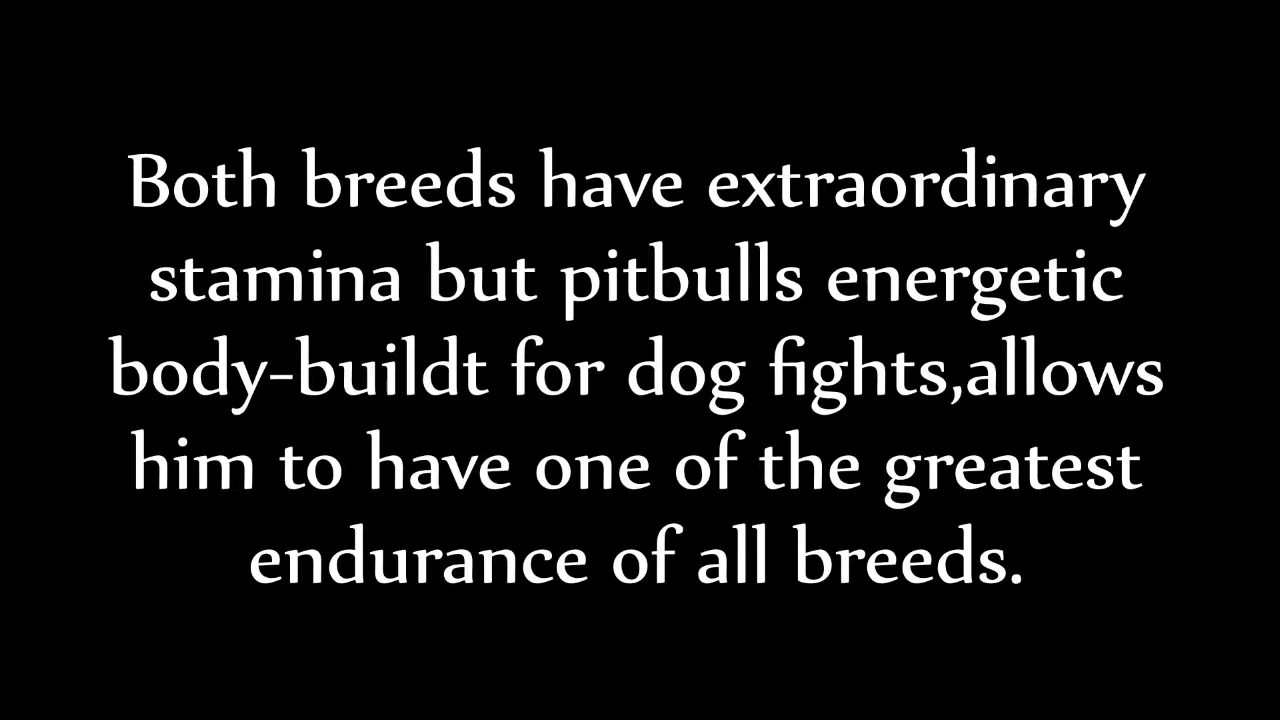 Both breeds have extraordinary
stamina but pitbulls energetic
body-buildt for dog fights,allows
him to have one of the greatest
endurance of all breeds.